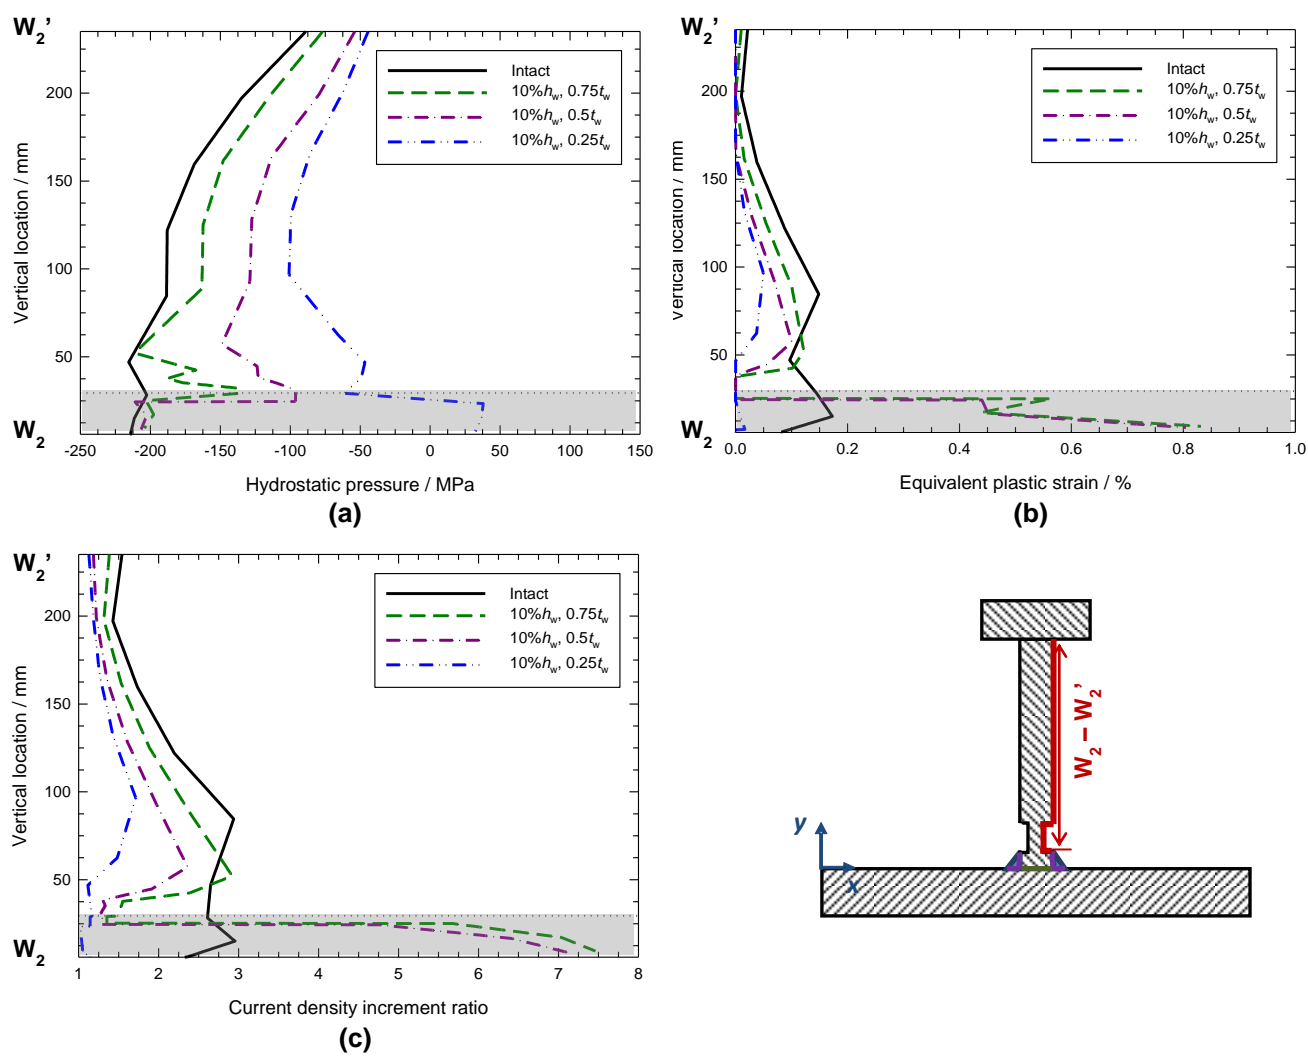 W2'
200
150
100
50
W2
Vertical location / mm
-250 -200 -150 -100 -50 0 50 100 150
Hydrostatic pressure / MPa
(a)
Intact
10%hw, 0.75tw
10%hw, 0.5tw
10%hw, 0.25tw
W2'
200
150
100
50
W2
Vertical location / mm
0.0 0.2 0.4 0.6 0.8 1.0
Equivalent plastic strain / %
(b)
Intact
10%hw, 0.75tw
10%hw, 0.5tw
10%hw, 0.25tw
W2'
200
150
100
50
W2
Vertical location / mm
1 2 3 4 5 6 7 8
Current density increment ratio
(c)
Intact
10%hw, 0.75tw
10%hw, 0.5tw
10%hw, 0.25tw
W2 – W2'
y
x